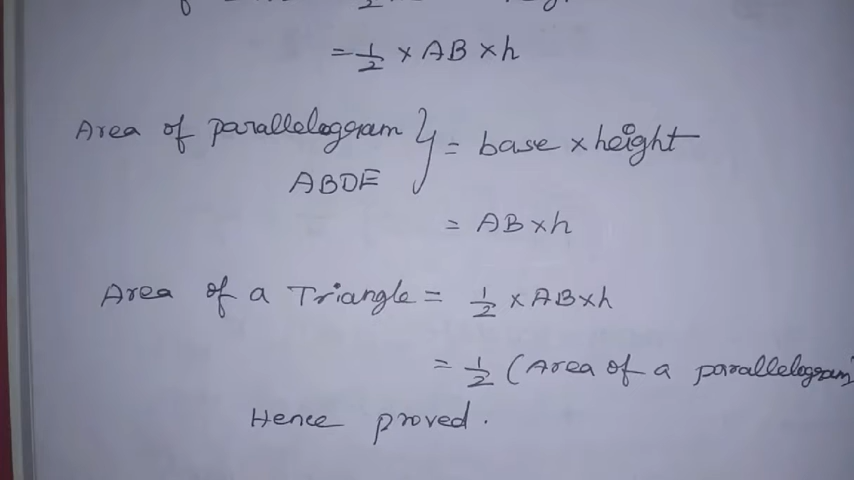 = 1/2 × AB × h
Area of parallelogram } = base × height
ABDE
= AB × h
Area of a Triangle = 1/2 × AB × h
= 1/2 (Area of a parallelogram)
Hence proved.